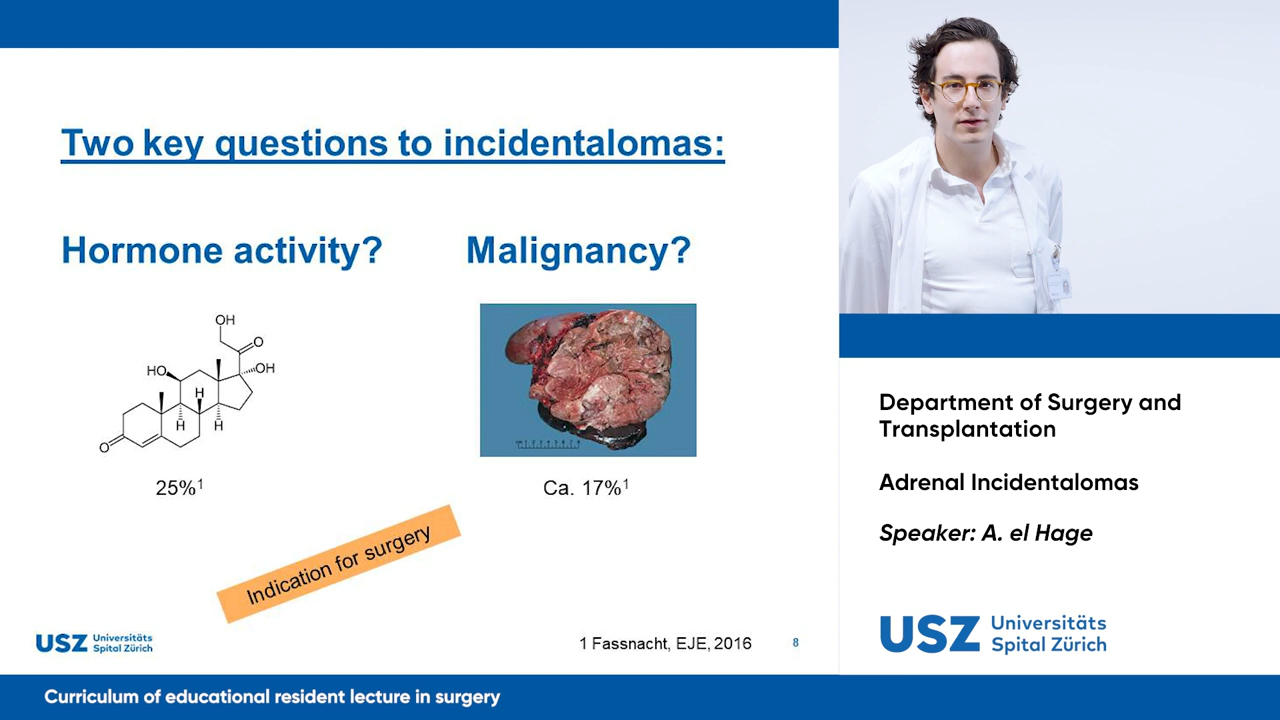 Two key questions to incidentalomas:
Hormone activity?
Malignancy?
OH
O
HO
OH
H
H
H
H
O
25%1
Ca. 17%1
Indication for surgery
USZ Universitäts
Spital Zürich
1 Fassnacht, EJE, 2016
8
Department of Surgery and
Transplantation
Adrenal Incidentalomas
Speaker: A. el Hage
USZ Universitäts
Spital Zürich
Curriculum of educational resident lecture in surgery